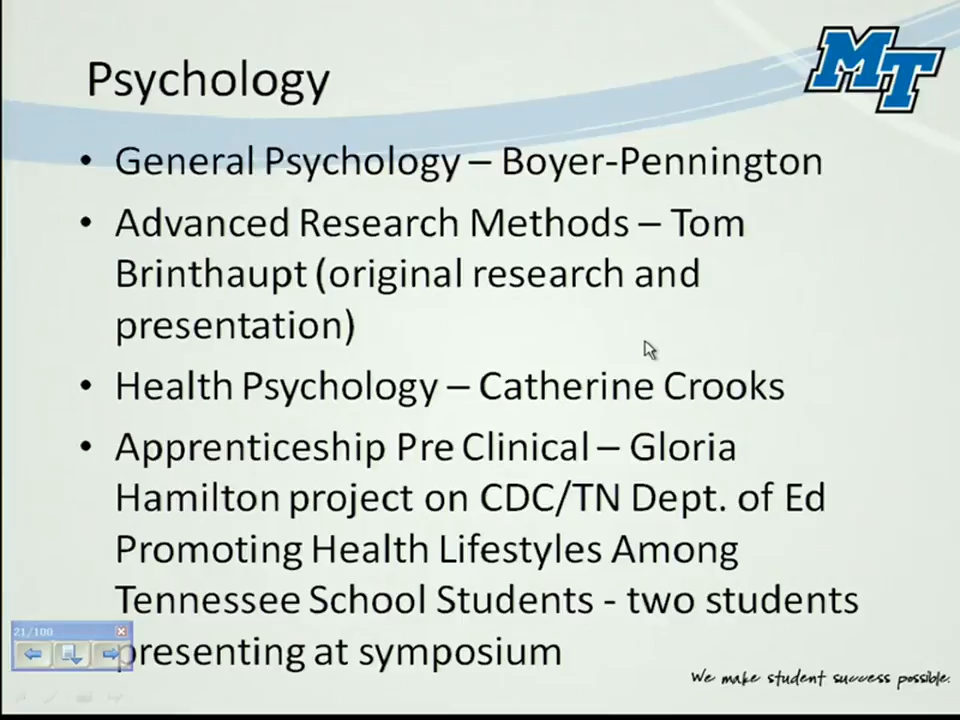 Psychology
MT
• General Psychology – Boyer-Pennington
• Advanced Research Methods – Tom
Brinthaupt (original research and
presentation)
• Health Psychology – Catherine Crooks
• Apprenticeship Pre Clinical – Gloria
Hamilton project on CDC/TN Dept. of Ed
Promoting Health Lifestyles Among
Tennessee School Students - two students
21/100
presenting at symposium
We make student success possible.